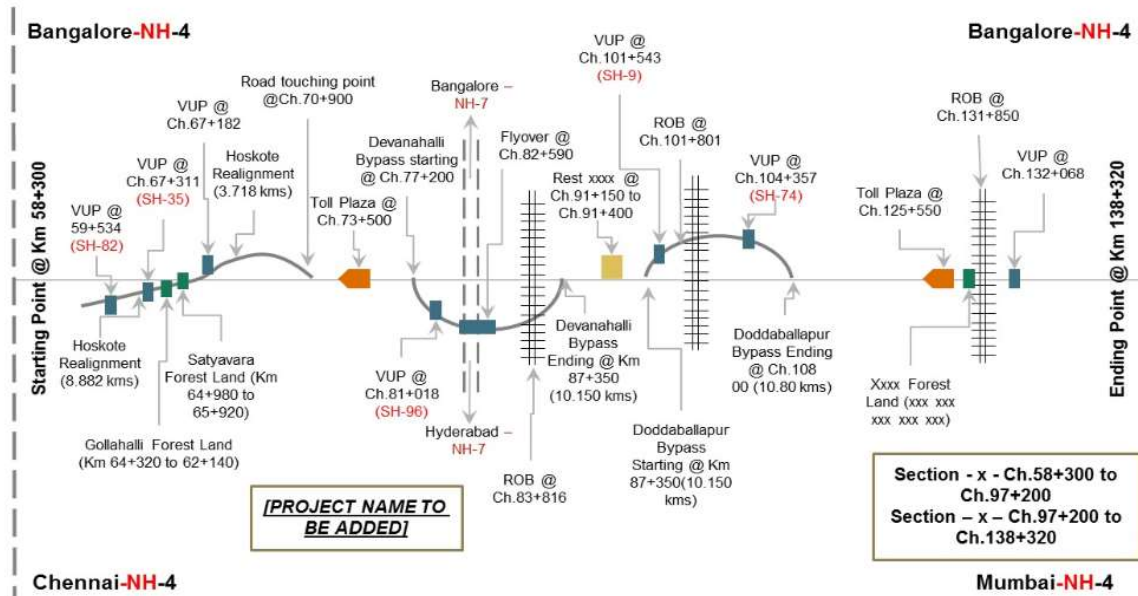 Bangalore-NH-4
Bangalore-NH-4
Starting Point @ Km 58+300
Ending Point @ Km 138+320
VUP @
59+534
(SH-82)
VUP @
Ch.67+311
(SH-35)
VUP @
Ch.67+182
Hoskote
Realignment
(3.718 kms)
Road touching point
@Ch.70+900
Toll Plaza @
Ch.73+500
Devanahalli
Bypass starting
@ Ch.77+200
Bangalore –
NH-7
Flyover @
Ch.82+590
VUP @
Ch.101+543
(SH-9)
Rest xxxx @
Ch.91+150 to
Ch.91+400
ROB @
Ch.101+801
VUP @
Ch.104+357
(SH-74)
Toll Plaza @
Ch.125+550
ROB @
Ch.131+850
VUP @
Ch.132+068
Hoskote
Realignment
(8.882 kms)
Satyavara
Forest Land (Km
64+980 to
65+920)
Gollahalli Forest Land
(Km 64+320 to 62+140)
VUP @
Ch.81+018
(SH-96)
Hyderabad –
NH-7
ROB @
Ch.83+816
Devanahalli
Bypass
Ending @ Km
87+350
(10.150 kms)
Doddaballapur
Bypass
Starting @ Km
87+350(10.150
kms)
Doddaballapur
Bypass Ending
@ Ch.108
00 (10.80 kms)
Xxxx Forest
Land (xxx xxx
xxx xxx xxx)
[PROJECT NAME TO
BE ADDED]
Section - x - Ch.58+300 to
Ch.97+200
Section – x – Ch.97+200 to
Ch.138+320
Chennai-NH-4
Mumbai-NH-4